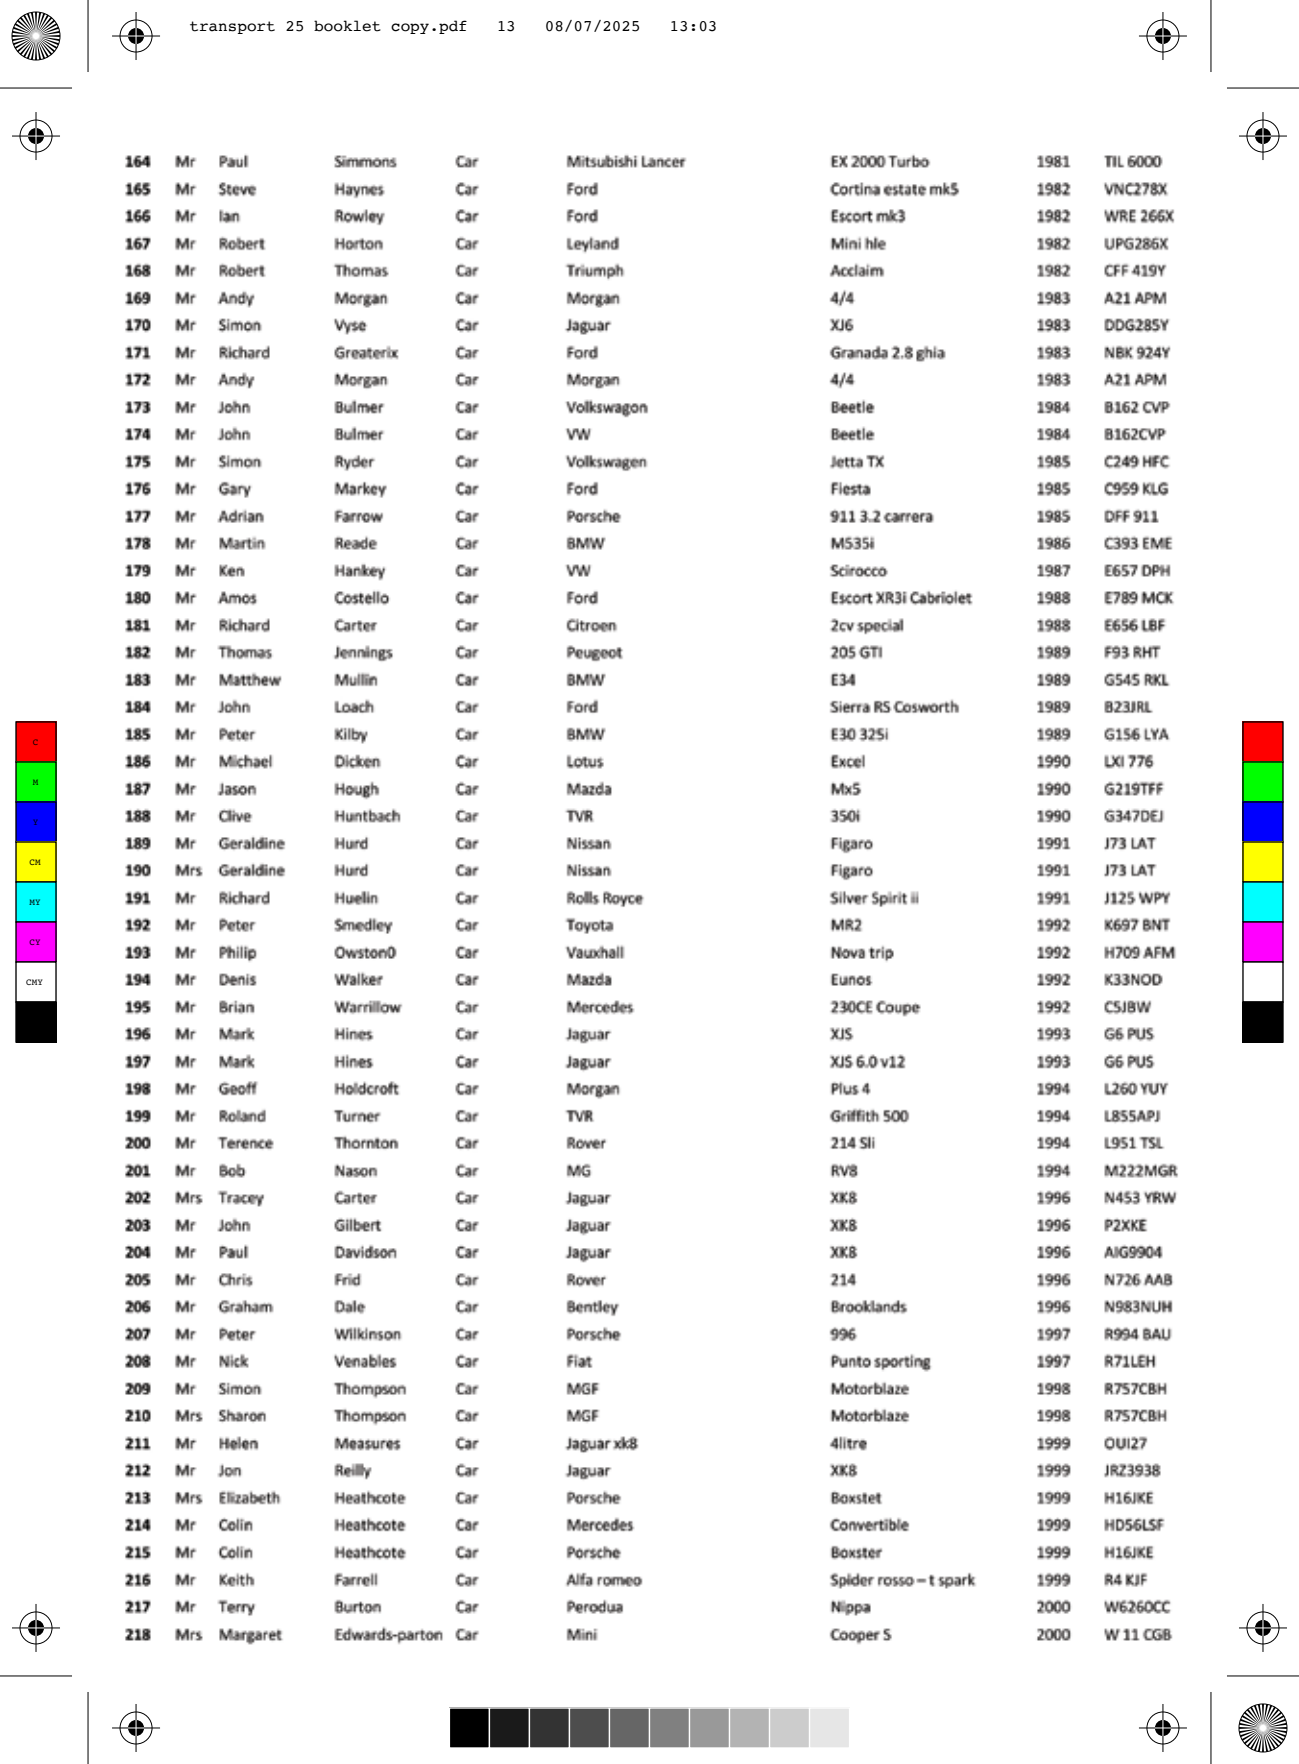 transport 25 booklet copy.pdf 13 08/07/2025 13:03
164 Mr Paul Simmons Car Mitsubishi Lancer EX 2000 Turbo 1981 TIL 6000
165 Mr Steve Haynes Car Ford Cortina estate mk5 1982 VNC278X
166 Mr Ian Rowley Car Ford Escort mk3 1982 WRE 266X
167 Mr Robert Horton Car Leyland Mini hle 1982 UPG286X
168 Mr Robert Thomas Car Triumph Acclaim 1982 CFF 419Y
169 Mr Andy Morgan Car Morgan 4/4 1983 A21 APM
170 Mr Simon Vyse Car Jaguar XJ6 1983 DDG285Y
171 Mr Richard Greaterix Car Ford Granada 2.8 ghia 1983 NBK 924Y
172 Mr Andy Morgan Car Morgan 4/4 1983 A21 APM
173 Mr John Bulmer Car Volkswagon Beetle 1984 B162 CVP
174 Mr John Bulmer Car VW Beetle 1984 B162CVP
175 Mr Simon Ryder Car Volkswagen Jetta TX 1985 C249 HFC
176 Mr Gary Markey Car Ford Fiesta 1985 C959 KLG
177 Mr Adrian Farrow Car Porsche 911 3.2 carrera 1985 DFF 911
178 Mr Martin Reade Car BMW M535i 1986 C393 EME
179 Mr Ken Hankey Car VW Scirocco 1987 E657 DPH
180 Mr Amos Costello Car Ford Escort XR3i Cabriolet 1988 E789 MCK
181 Mr Richard Carter Car Citroen 2cv special 1988 E656 LBF
182 Mr Thomas Jennings Car Peugeot 205 GTI 1989 F93 RHT
183 Mr Matthew Mullin Car BMW E34 1989 G545 RKL
184 Mr John Loach Car Ford Sierra RS Cosworth 1989 B23JRL
C
185 Mr Peter Kilby Car BMW E30 325i 1989 G156 LYA
186 Mr Michael Dicken Car Lotus Excel 1990 LXI 776
M
187 Mr Jason Hough Car Mazda Mx5 1990 G219TFF
188 Mr Clive Huntbach Car TVR 350i 1990 G347DEJ
Y
189 Mr Geraldine Hurd Car Nissan Figaro 1991 J73 LAT
CM
190 Mrs Geraldine Hurd Car Nissan Figaro 1991 J73 LAT
191 Mr Richard Huelin Car Rolls Royce Silver Spirit ii 1991 J125 WPY
MY
192 Mr Peter Smedley Car Toyota MR2 1992 K697 BNT
CY
193 Mr Philip Owston0 Car Vauxhall Nova trip 1992 H709 AFM
194 Mr Denis Walker Car Mazda Eunos 1992 K33NOD
CMY
195 Mr Brian Warrillow Car Mercedes 230CE Coupe 1992 C5JBW
196 Mr Mark Hines Car Jaguar XJS 1993 G6 PUS
197 Mr Mark Hines Car Jaguar XJS 6.0 v12 1993 G6 PUS
198 Mr Geoff Holdcroft Car Morgan Plus 4 1994 L260 YUY
199 Mr Roland Turner Car TVR Griffith 500 1994 L855APJ
200 Mr Terence Thornton Car Rover 214 Sli 1994 L951 TSL
201 Mr Bob Nason Car MG RV8 1994 M222MGR
202 Mrs Tracey Carter Car Jaguar XK8 1996 N453 YRW
203 Mr John Gilbert Car Jaguar XK8 1996 P2XKE
204 Mr Paul Davidson Car Jaguar XK8 1996 AIG9904
205 Mr Chris Frid Car Rover 214 1996 N726 AAB
206 Mr Graham Dale Car Bentley Brooklands 1996 N983NUH
207 Mr Peter Wilkinson Car Porsche 996 1997 R994 BAU
208 Mr Nick Venables Car Fiat Punto sporting 1997 R71LEH
209 Mr Simon Thompson Car MGF Motorblaze 1998 R757CBH
210 Mrs Sharon Thompson Car MGF Motorblaze 1998 R757CBH
211 Mr Helen Measures Car Jaguar xk8 4litre 1999 OUI27
212 Mr Jon Reilly Car Jaguar XK8 1999 JRZ3938
213 Mrs Elizabeth Heathcote Car Porsche Boxstet 1999 H16JKE
214 Mr Colin Heathcote Car Mercedes Convertible 1999 HD56LSF
215 Mr Colin Heathcote Car Porsche Boxster 1999 H16JKE
216 Mr Keith Farrell Car Alfa romeo Spider rosso – t spark 1999 R4 KJF
217 Mr Terry Burton Car Perodua Nippa 2000 W626OCC
218 Mrs Margaret Edwards-parton Car Mini Cooper S 2000 W 11 CGB